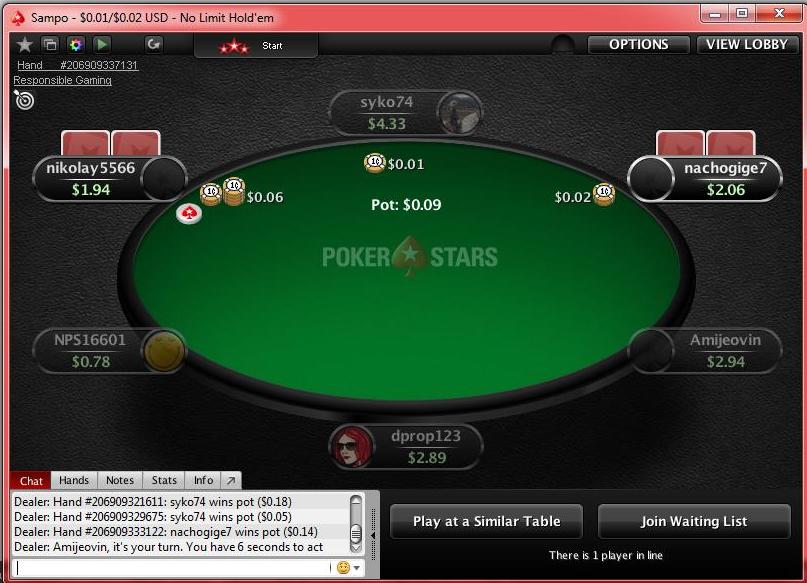 Sampo - $0.01/$0.02 USD - No Limit Hold'em
Start
OPTIONS
VIEW LOBBY
Hand #206909337131
Responsible Gaming
syko74
$4.33
nikolay5566
$1.94
nachogige7
$2.06
$0.01
$0.06
$0.02
Pot: $0.09
POKER STARS
NPS16601
$0.78
Amijeovin
$2.94
dprop123
$2.89
Chat Hands Notes Stats Info
Dealer: Hand #206909321611: syko74 wins pot ($0.18)
Dealer: Hand #206909329675: syko74 wins pot ($0.05)
Dealer: Hand #206909333122: nachogige7 wins pot ($0.14)
Dealer: Amijeovin, it's your turn. You have 6 seconds to act
Play at a Similar Table
Join Waiting List
There is 1 player in line